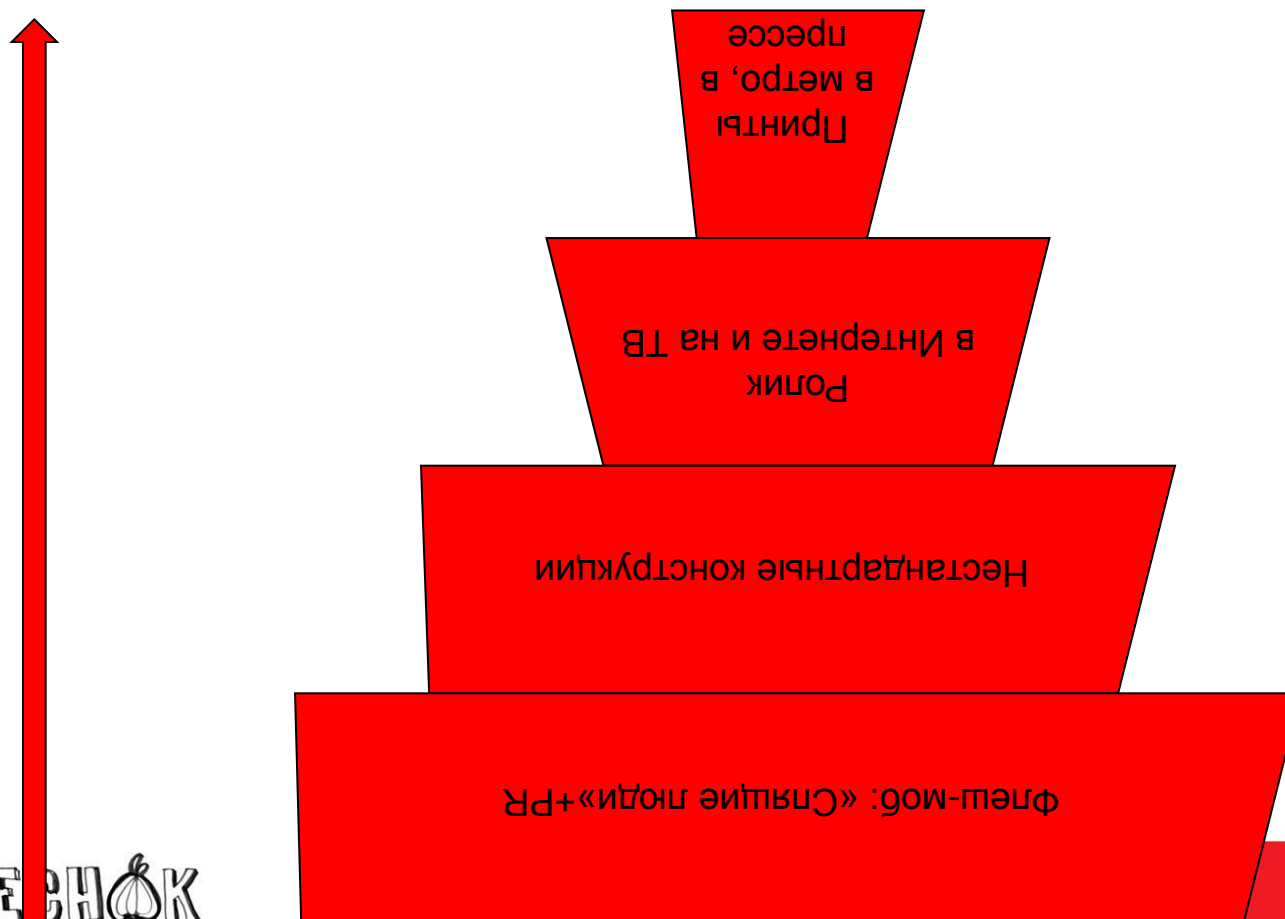 Принты
в метро, в
прессе
Ролик
в Интернете и на ТВ
Нестандартные конструкции
Флеш-моб: «Спящие люди»+PR